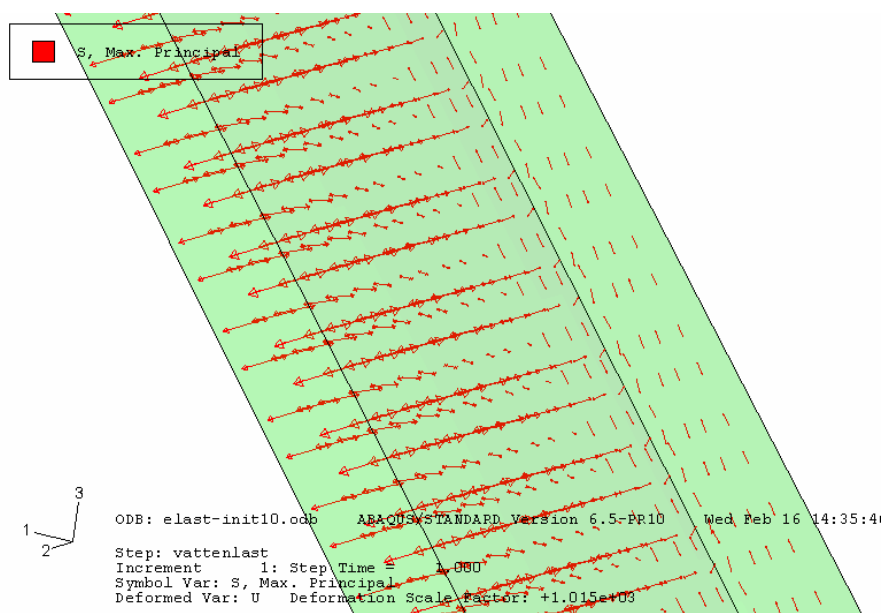 S, Max. Principal
3
1
2
ODB: elast-init10.odb ABAQUS/STANDARD Version 6.5-PR10 Wed Feb 16 14:35:46
Step: vattenlast
Increment 1: Step Time = 1.000
Symbol Var: S, Max. Principal
Deformed Var: U Deformation Scale Factor: +1.015e+03